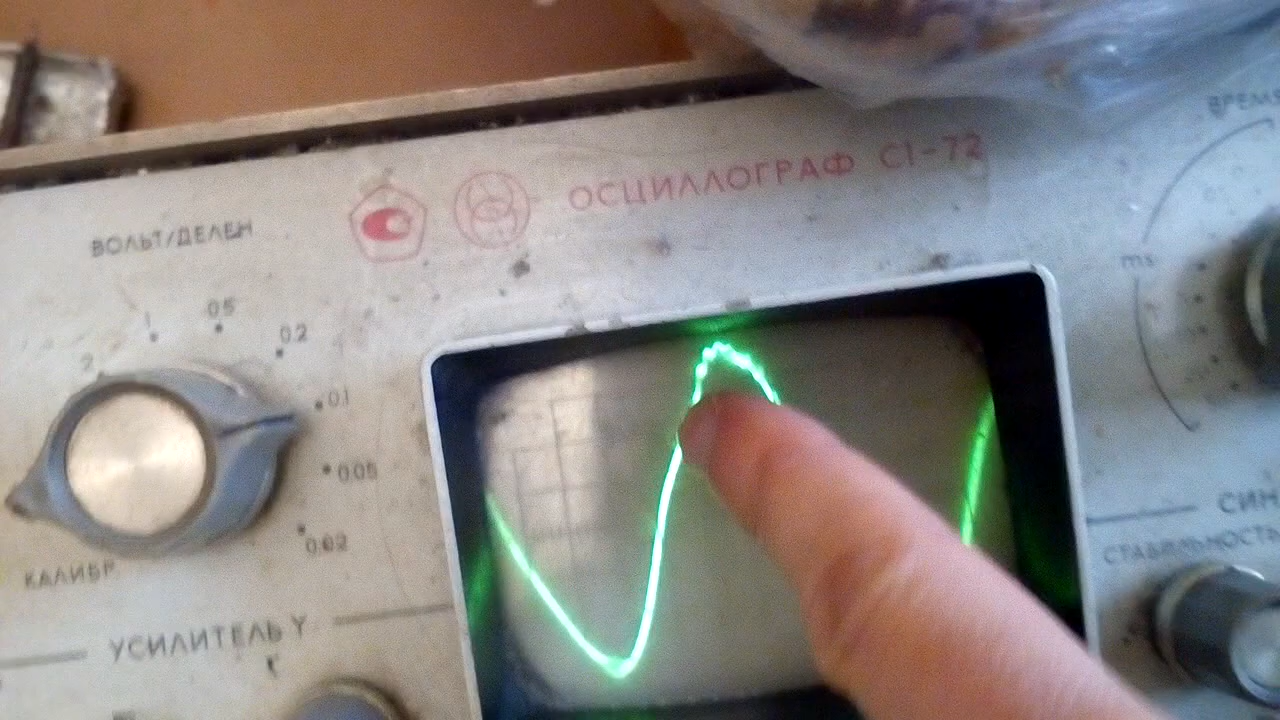 ВРЕМ
ОСЦИЛЛОГРАФ С1-72
ВОЛЬТ/ДЕЛЕН
ms
1
0.5
0.2
2
0.1
0.05
0.02
КАЛИБР.
УСИЛИТЕЛЬ Y
СИН
СТАБИЛЬНОСТЬ